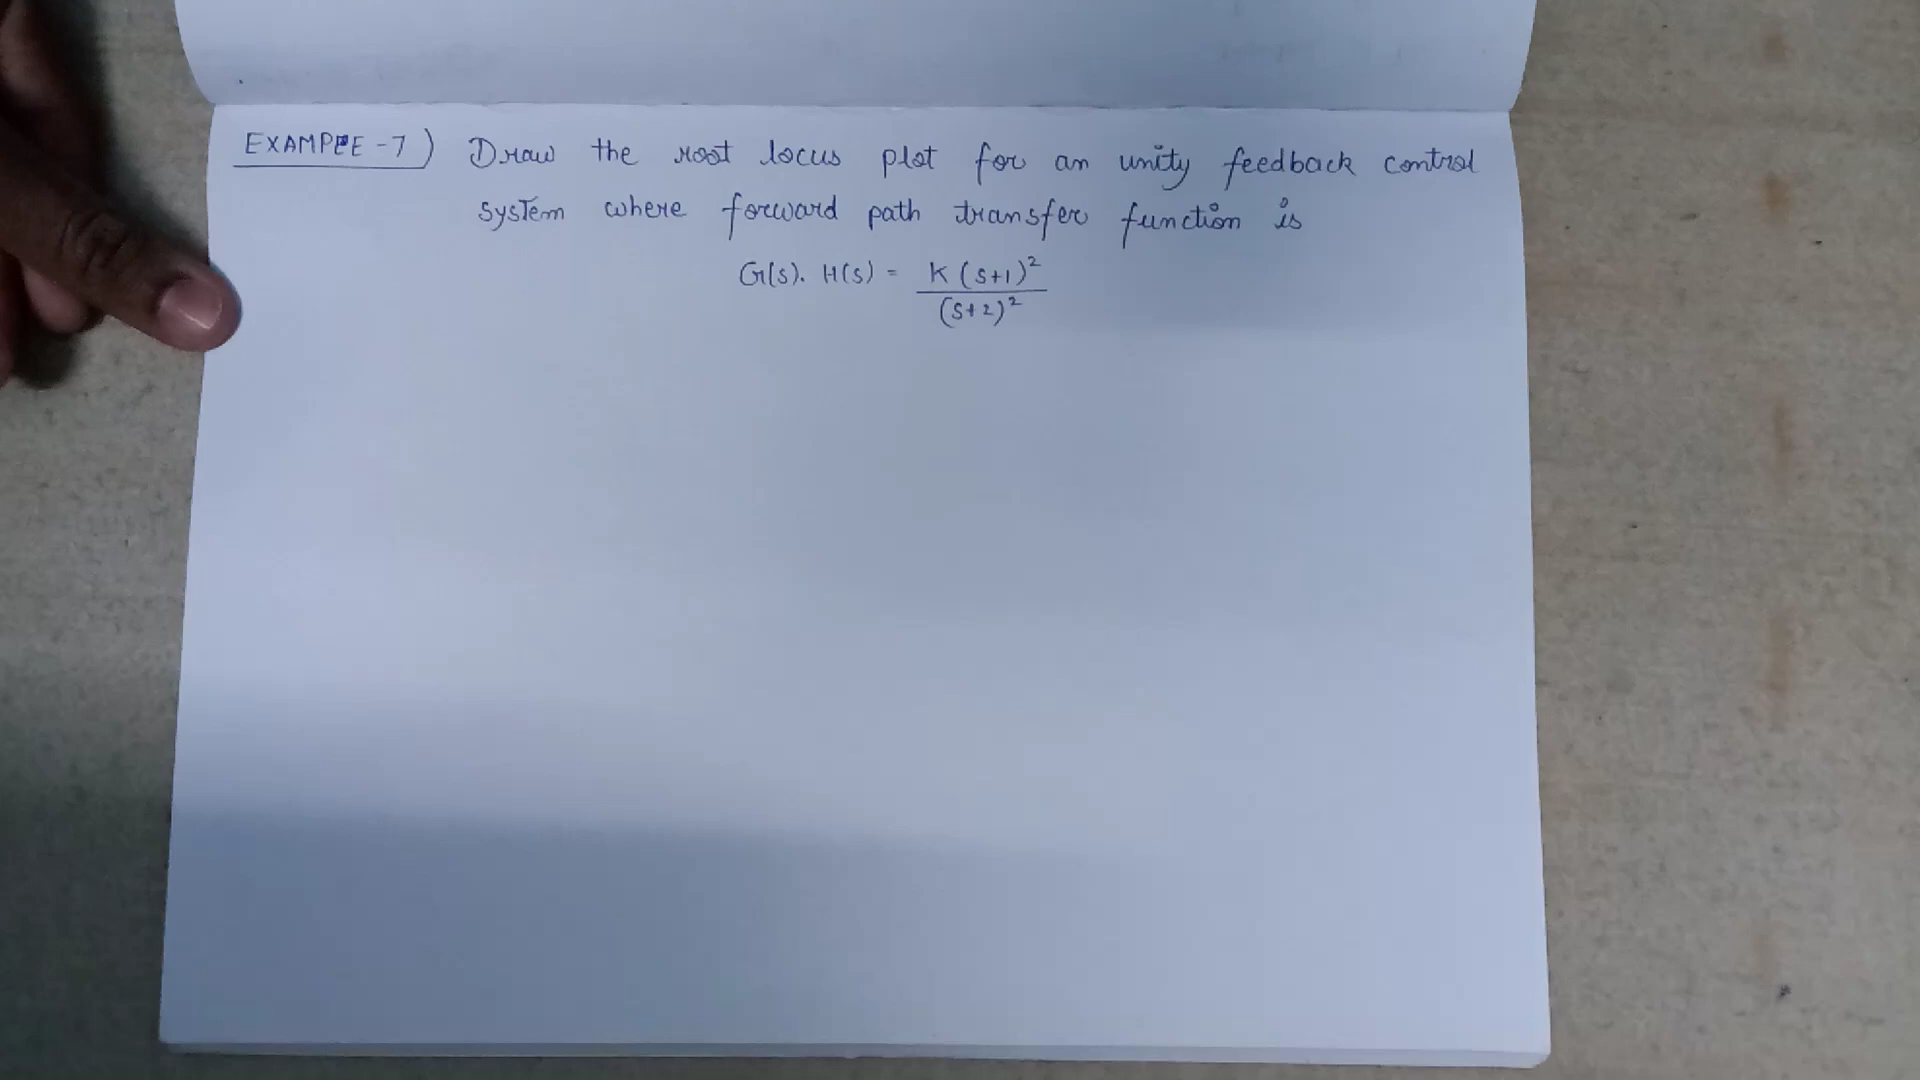 EXAMPLE-7) Draw the root locus plot for an unity feedback control
system where forward path transfer function is
G(s). H(s) = K(s+1)²
(s+2)²